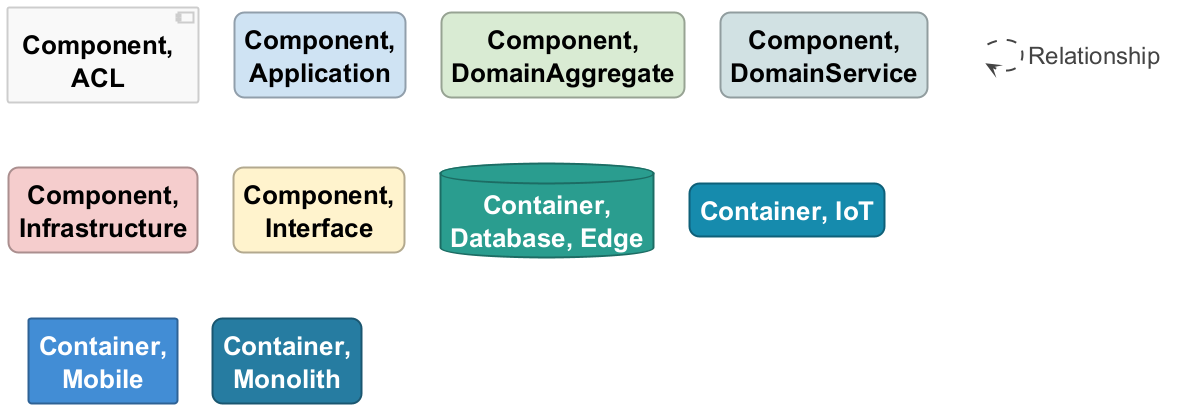 Component,
ACL
Component,
Application
Component,
DomainAggregate
Component,
DomainService
Relationship
Component,
Infrastructure
Component,
Interface
Container,
Database, Edge
Container, IoT
Container,
Mobile
Container,
Monolith